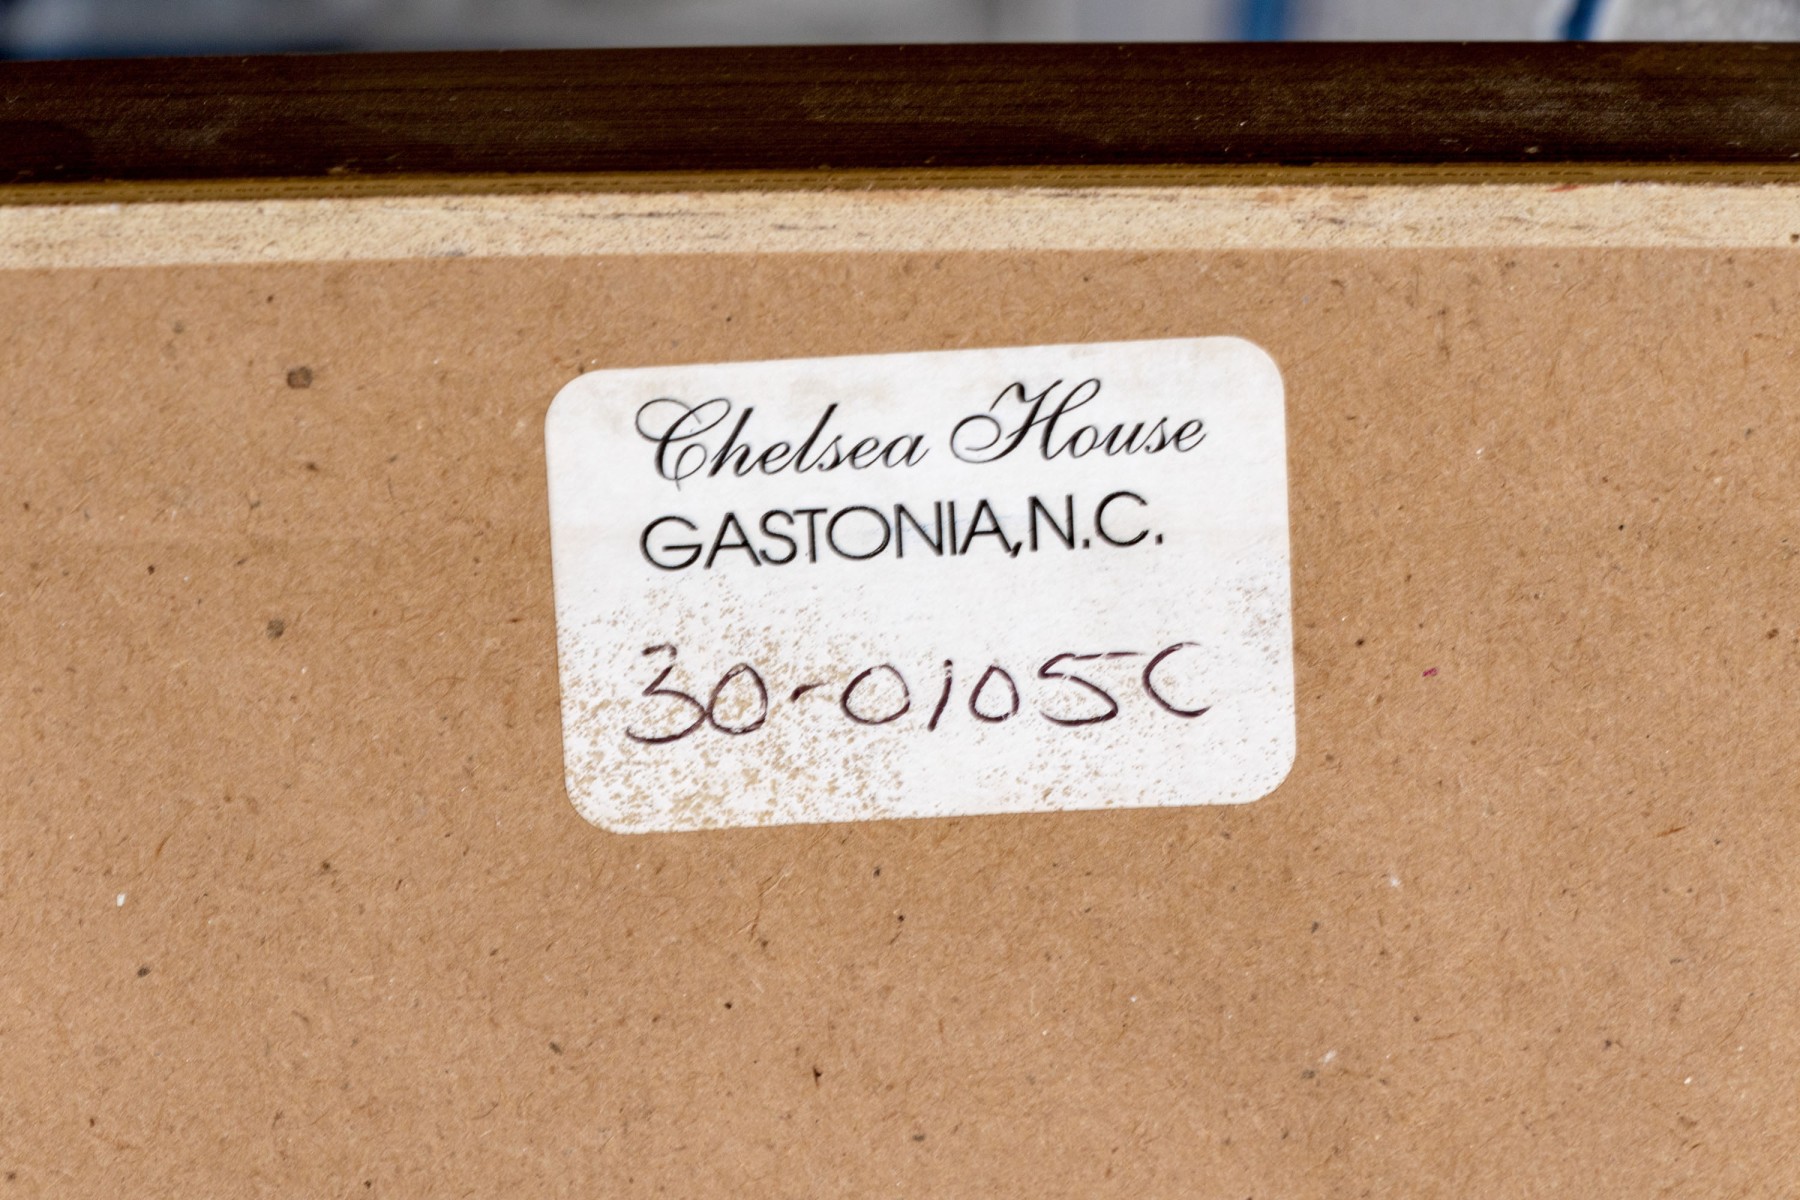 Chelsea House
GASTONIA, N.C.
30-0105C